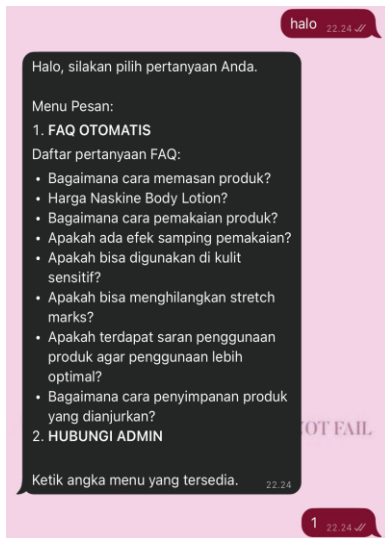 halo 22.24
Halo, silakan pilih pertanyaan Anda.
Menu Pesan:
1. FAQ OTOMATIS
Daftar pertanyaan FAQ:
• Bagaimana cara memasan produk?
• Harga Naskine Body Lotion?
• Bagaimana cara pemakaian produk?
• Apakah ada efek samping pemakaian?
• Apakah bisa digunakan di kulit
sensitif?
• Apakah bisa menghilangkan stretch
marks?
• Apakah terdapat saran penggunaan
produk agar penggunaan lebih
optimal?
• Bagaimana cara penyimpanan produk
yang dianjurkan?
OT FAIL
2. HUBUNGI ADMIN
Ketik angka menu yang tersedia. 22.24
1 22.24